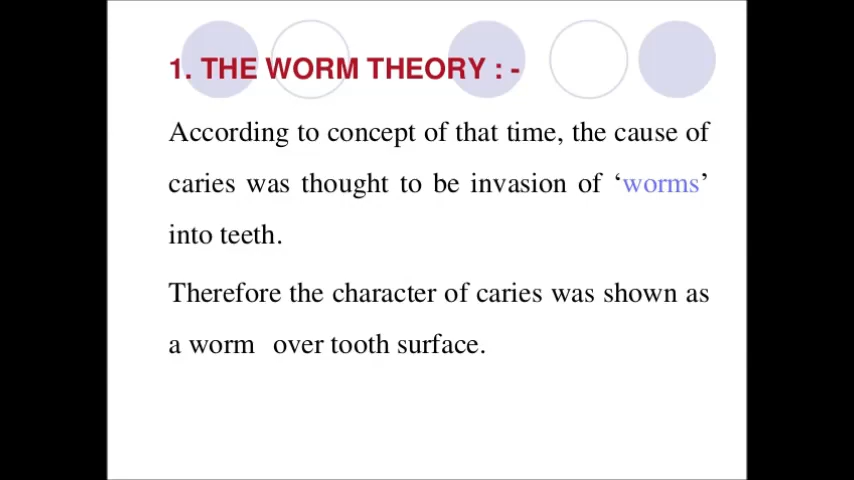 1. THE WORM THEORY : -
According to concept of that time, the cause of
caries was thought to be invasion of ‘worms’
into teeth.
Therefore the character of caries was shown as
a worm over tooth surface.